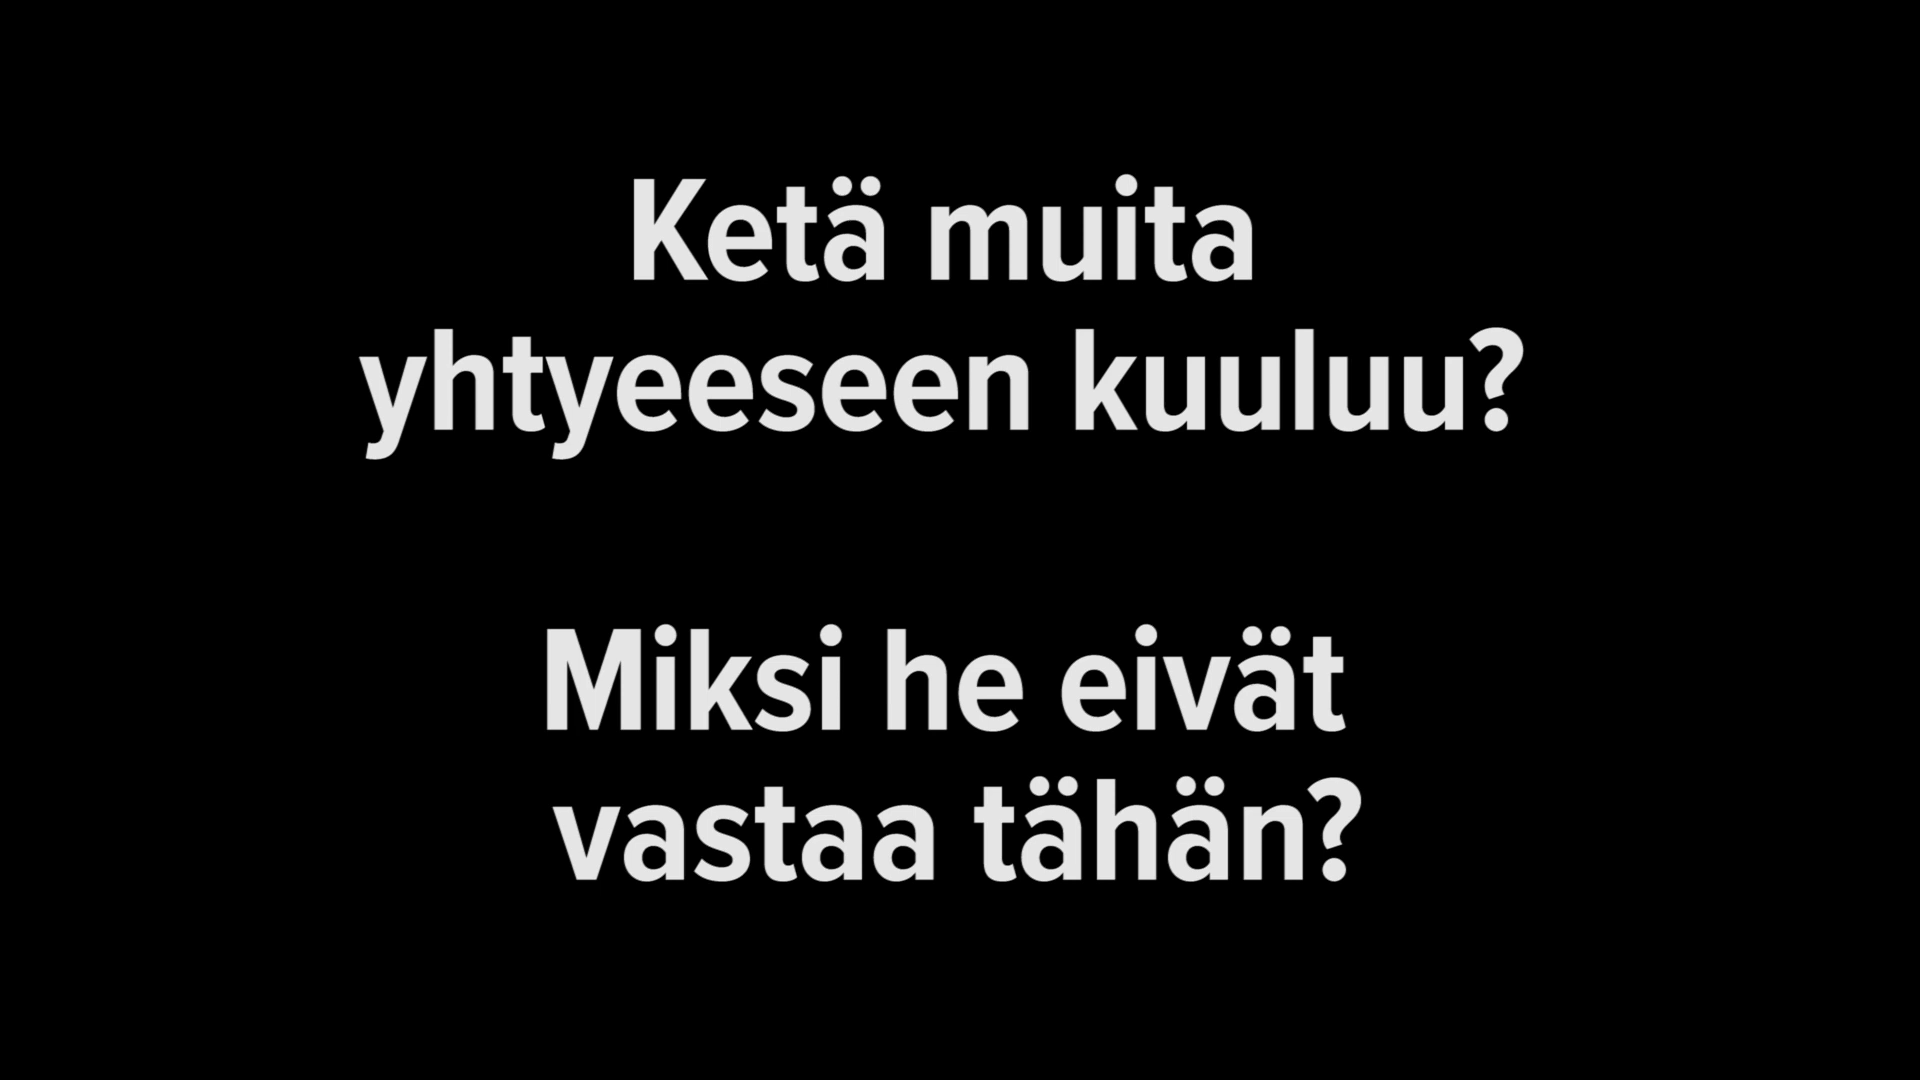 Ketä muita
yhtyeeseen kuuluu?
Miksi he eivät
vastaa tähän?